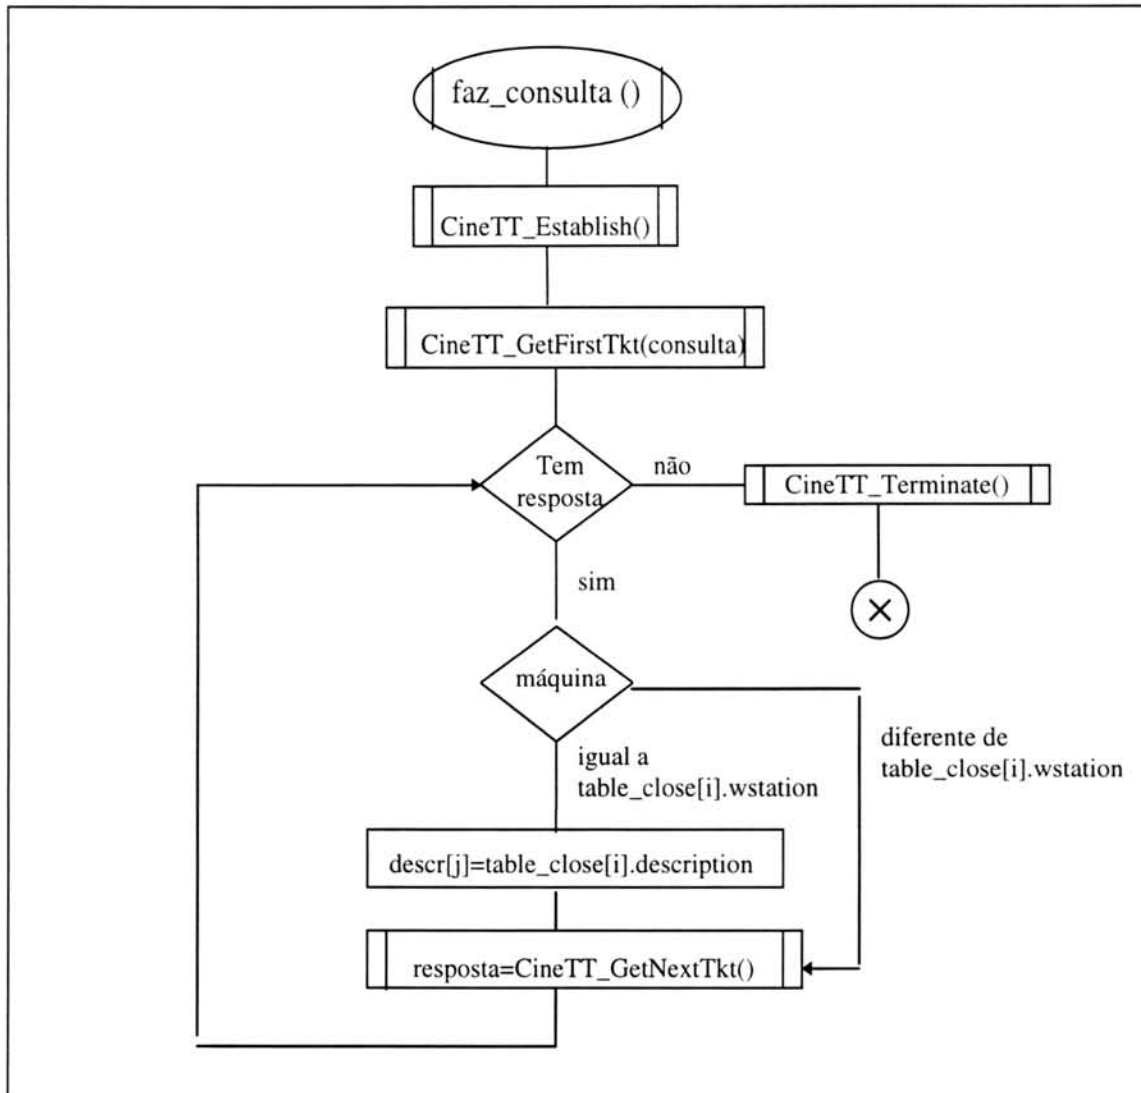 faz_consulta ()
CineTT_Establish()
CineTT_GetFirstTkt(consulta)
Tem
resposta
não
CineTT_Terminate()
sim
máquina
igual a
table_close[i].wstation
diferente de
table_close[i].wstation
descr[j]=table_close[i].description
resposta=CineTT_GetNextTkt()